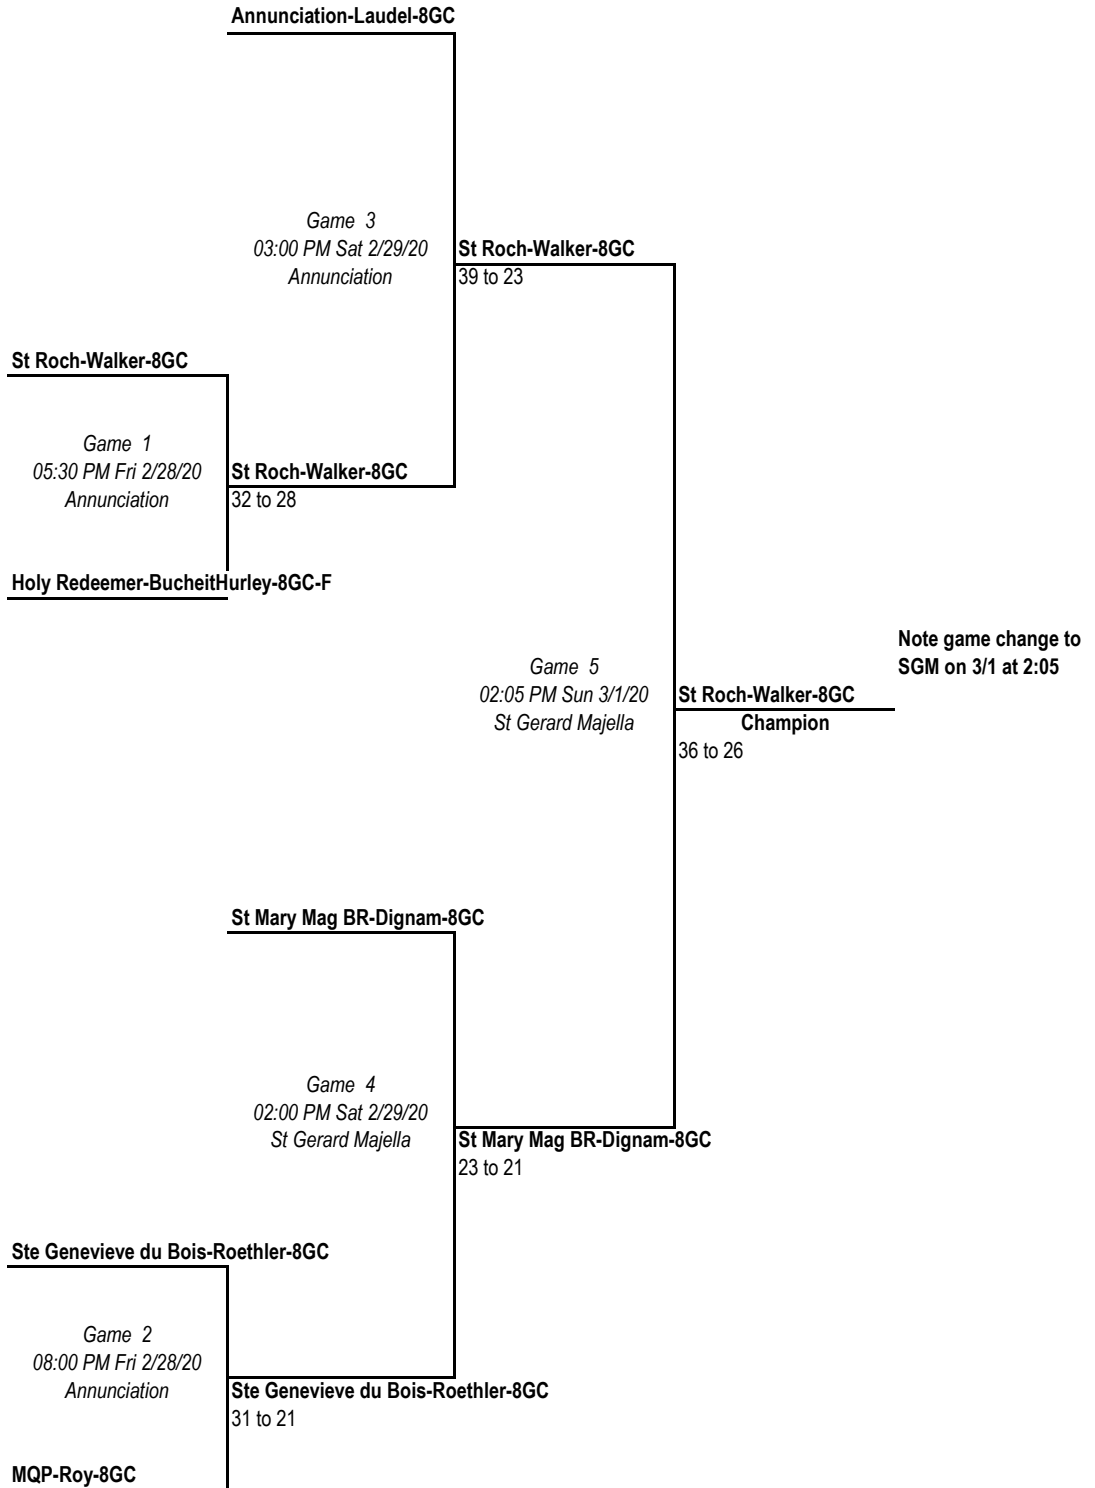 Annunciation-Laudel-8GC
Game 3
03:00 PM Sat 2/29/20
Annunciation
St Roch-Walker-8GC
39 to 23
St Roch-Walker-8GC
Game 1
05:30 PM Fri 2/28/20
Annunciation
St Roch-Walker-8GC
32 to 28
Holy Redeemer-BucheitHurley-8GC-F
Note game change to
SGM on 3/1 at 2:05
Game 5
02:05 PM Sun 3/1/20
St Gerard Majella
St Roch-Walker-8GC
Champion
36 to 26
St Mary Mag BR-Dignam-8GC
Game 4
02:00 PM Sat 2/29/20
St Gerard Majella
St Mary Mag BR-Dignam-8GC
23 to 21
Ste Genevieve du Bois-Roethler-8GC
Game 2
08:00 PM Fri 2/28/20
Annunciation
Ste Genevieve du Bois-Roethler-8GC
31 to 21
MQP-Roy-8GC